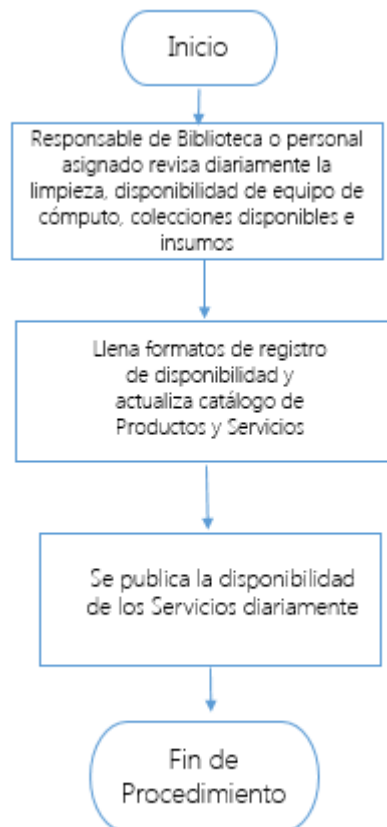 Inicio
Responsable de Biblioteca o personal
asignado revisa diariamente la
limpieza, disponibilidad de equipo de
cómputo, colecciones disponibles e
insumos
Llena formatos de registro
de disponibilidad y
actualiza catálogo de
Productos y Servicios
Se publica la disponibilidad
de los Servicios diariamente
Fin de
Procedimiento